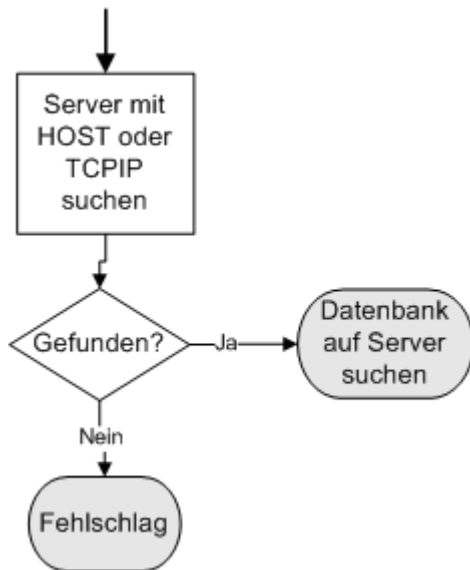 Server mit
HOST oder
TCPIP
suchen
Gefunden?
Ja
Datenbank
auf Server
suchen
Nein
Fehlschlag